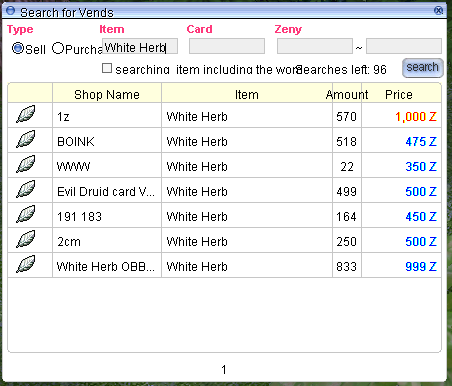 Search for Vends
Type Item Card Zeny
Sell Purcha White Herb ~
searching item including the word Searches left: 96 search
Shop Name Item Amount Price
1z White Herb 570 1,000 Z
BOINK White Herb 518 475 Z
WWW White Herb 22 350 Z
Evil Druid card V... White Herb 499 500 Z
191 183 White Herb 164 450 Z
2cm White Herb 250 500 Z
White Herb OBB... White Herb 833 999 Z
1